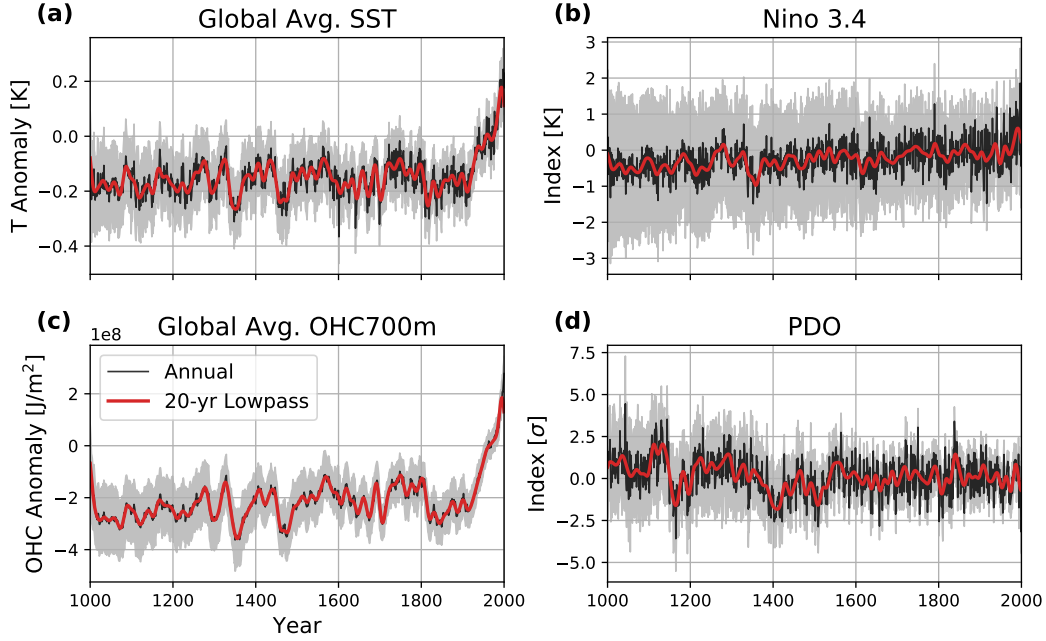 (a)
Global Avg. SST
T Anomaly [K]
0.2
0.0
−0.2
−0.4
(b)
Nino 3.4
Index [K]
3
2
1
0
−1
−2
−3
(c)
1e8
Global Avg. OHC700m
OHC Anomaly [J/m²]
2
0
−2
−4
Annual
20-yr Lowpass
1000 1200 1400 1600 1800 2000
Year
(d)
PDO
Index [σ]
7.5
5.0
2.5
0.0
−2.5
−5.0
1000 1200 1400 1600 1800 2000